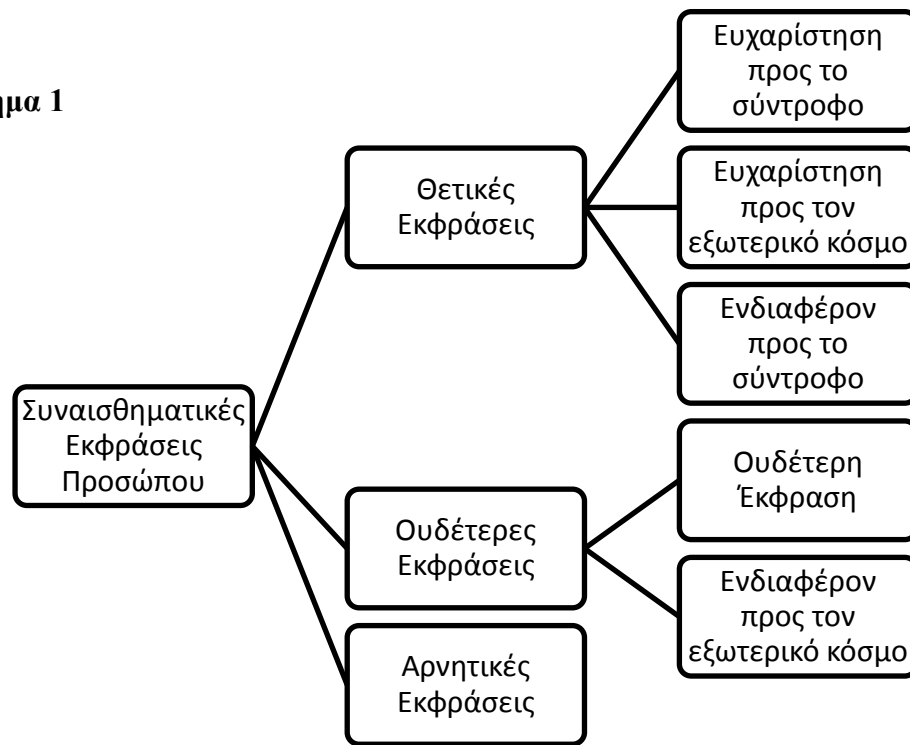 ημα 1
Ευχαρίστηση
προς το
σύντροφο
Θετικές
Εκφράσεις
Ευχαρίστηση
προς τον
εξωτερικό κόσμο
Ενδιαφέρον
προς το
σύντροφο
Συναισθηματικές
Εκφράσεις
Προσώπου
Ουδέτερη
Έκφραση
Ουδέτερες
Εκφράσεις
Ενδιαφέρον
προς τον
εξωτερικό κόσμο
Αρνητικές
Εκφράσεις